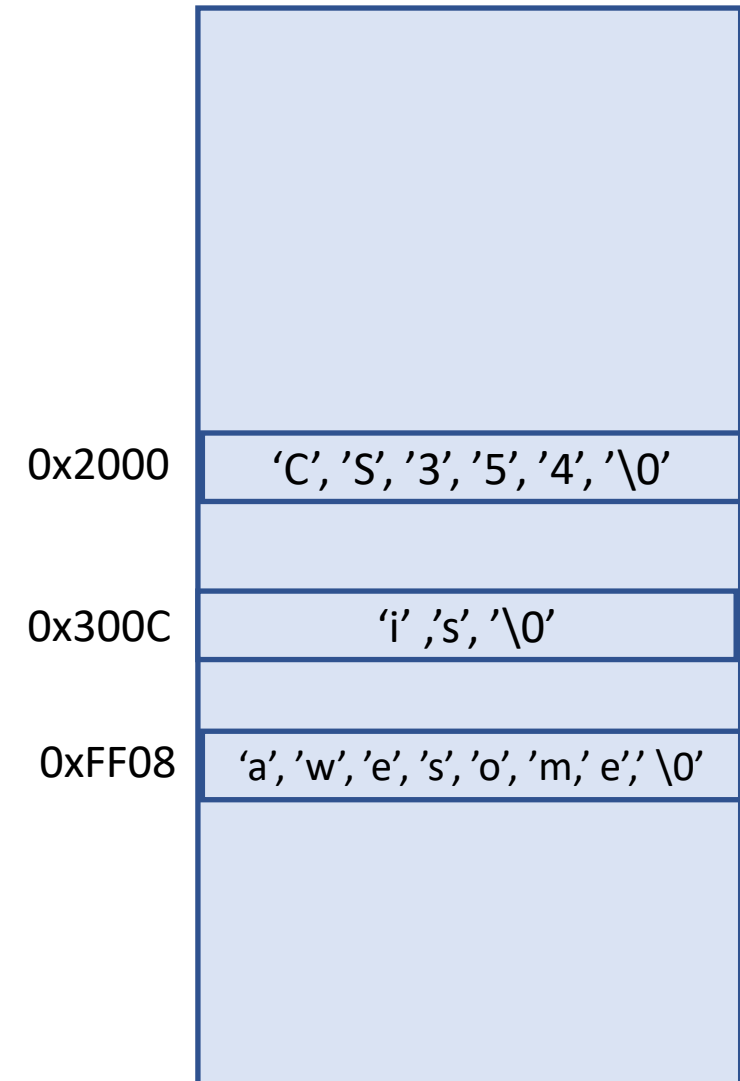 0x2000 ‘C’, ’S’, ’3’, ’5’, ’4’, ’\0’
0x300C ‘i’ ,’s’, ’\0’
0xFF08 ‘a’, ’w’, ’e’, ’s’, ’o’, ’m,’ e’,’ \0’